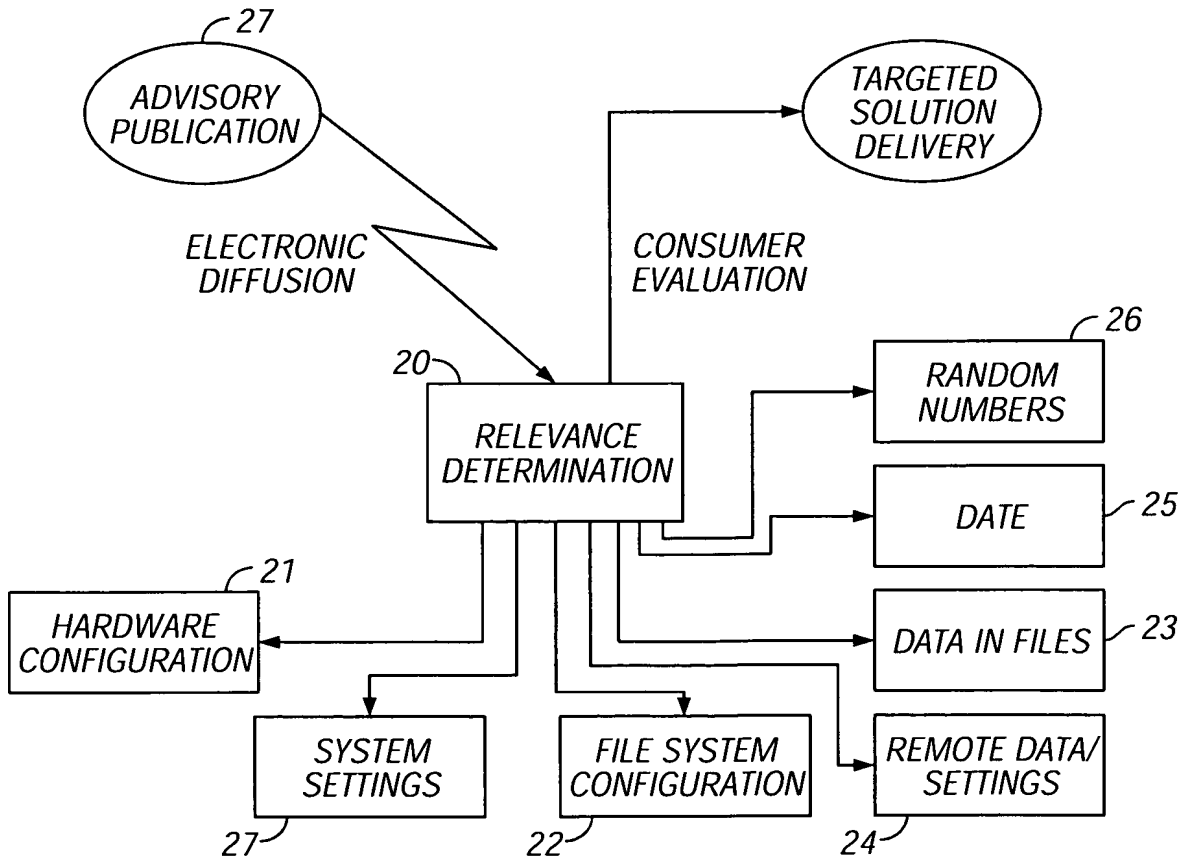 27
ADVISORY
PUBLICATION
TARGETED
SOLUTION
DELIVERY
ELECTRONIC
DIFFUSION
CONSUMER
EVALUATION
20
RELEVANCE
DETERMINATION
26
RANDOM
NUMBERS
25
DATE
21
HARDWARE
CONFIGURATION
23
DATA IN FILES
SYSTEM
SETTINGS
27
FILE SYSTEM
CONFIGURATION
22
REMOTE DATA/
SETTINGS
24